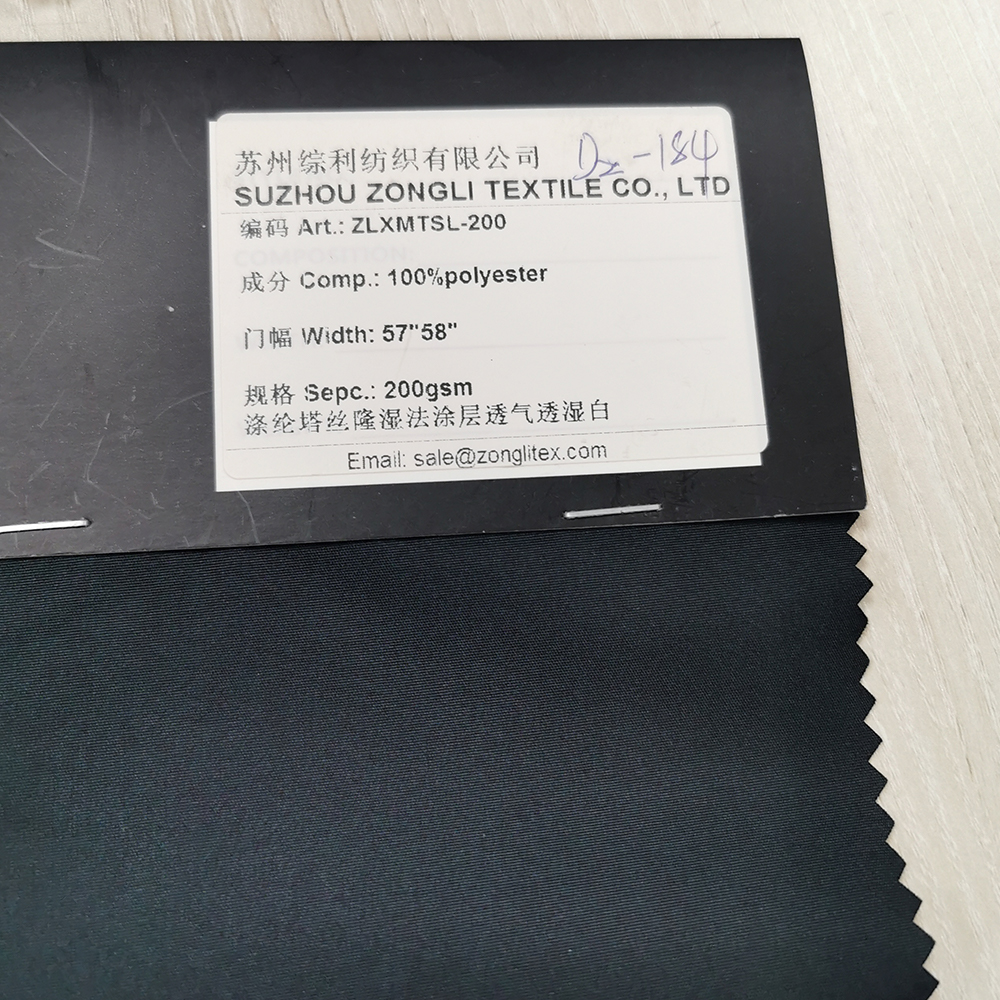 苏州综利纺织有限公司 Dz-184
SUZHOU ZONGLI TEXTILE CO., LTD
编码 Art.: ZLXMTSL-200
COMPOSITION:
成分 Comp.: 100%polyester
门幅 Width: 57"58"
规格 Sepc.: 200gsm
涤纶塔丝隆湿法涂层透气透湿白
Email: sale@zonglitex.com